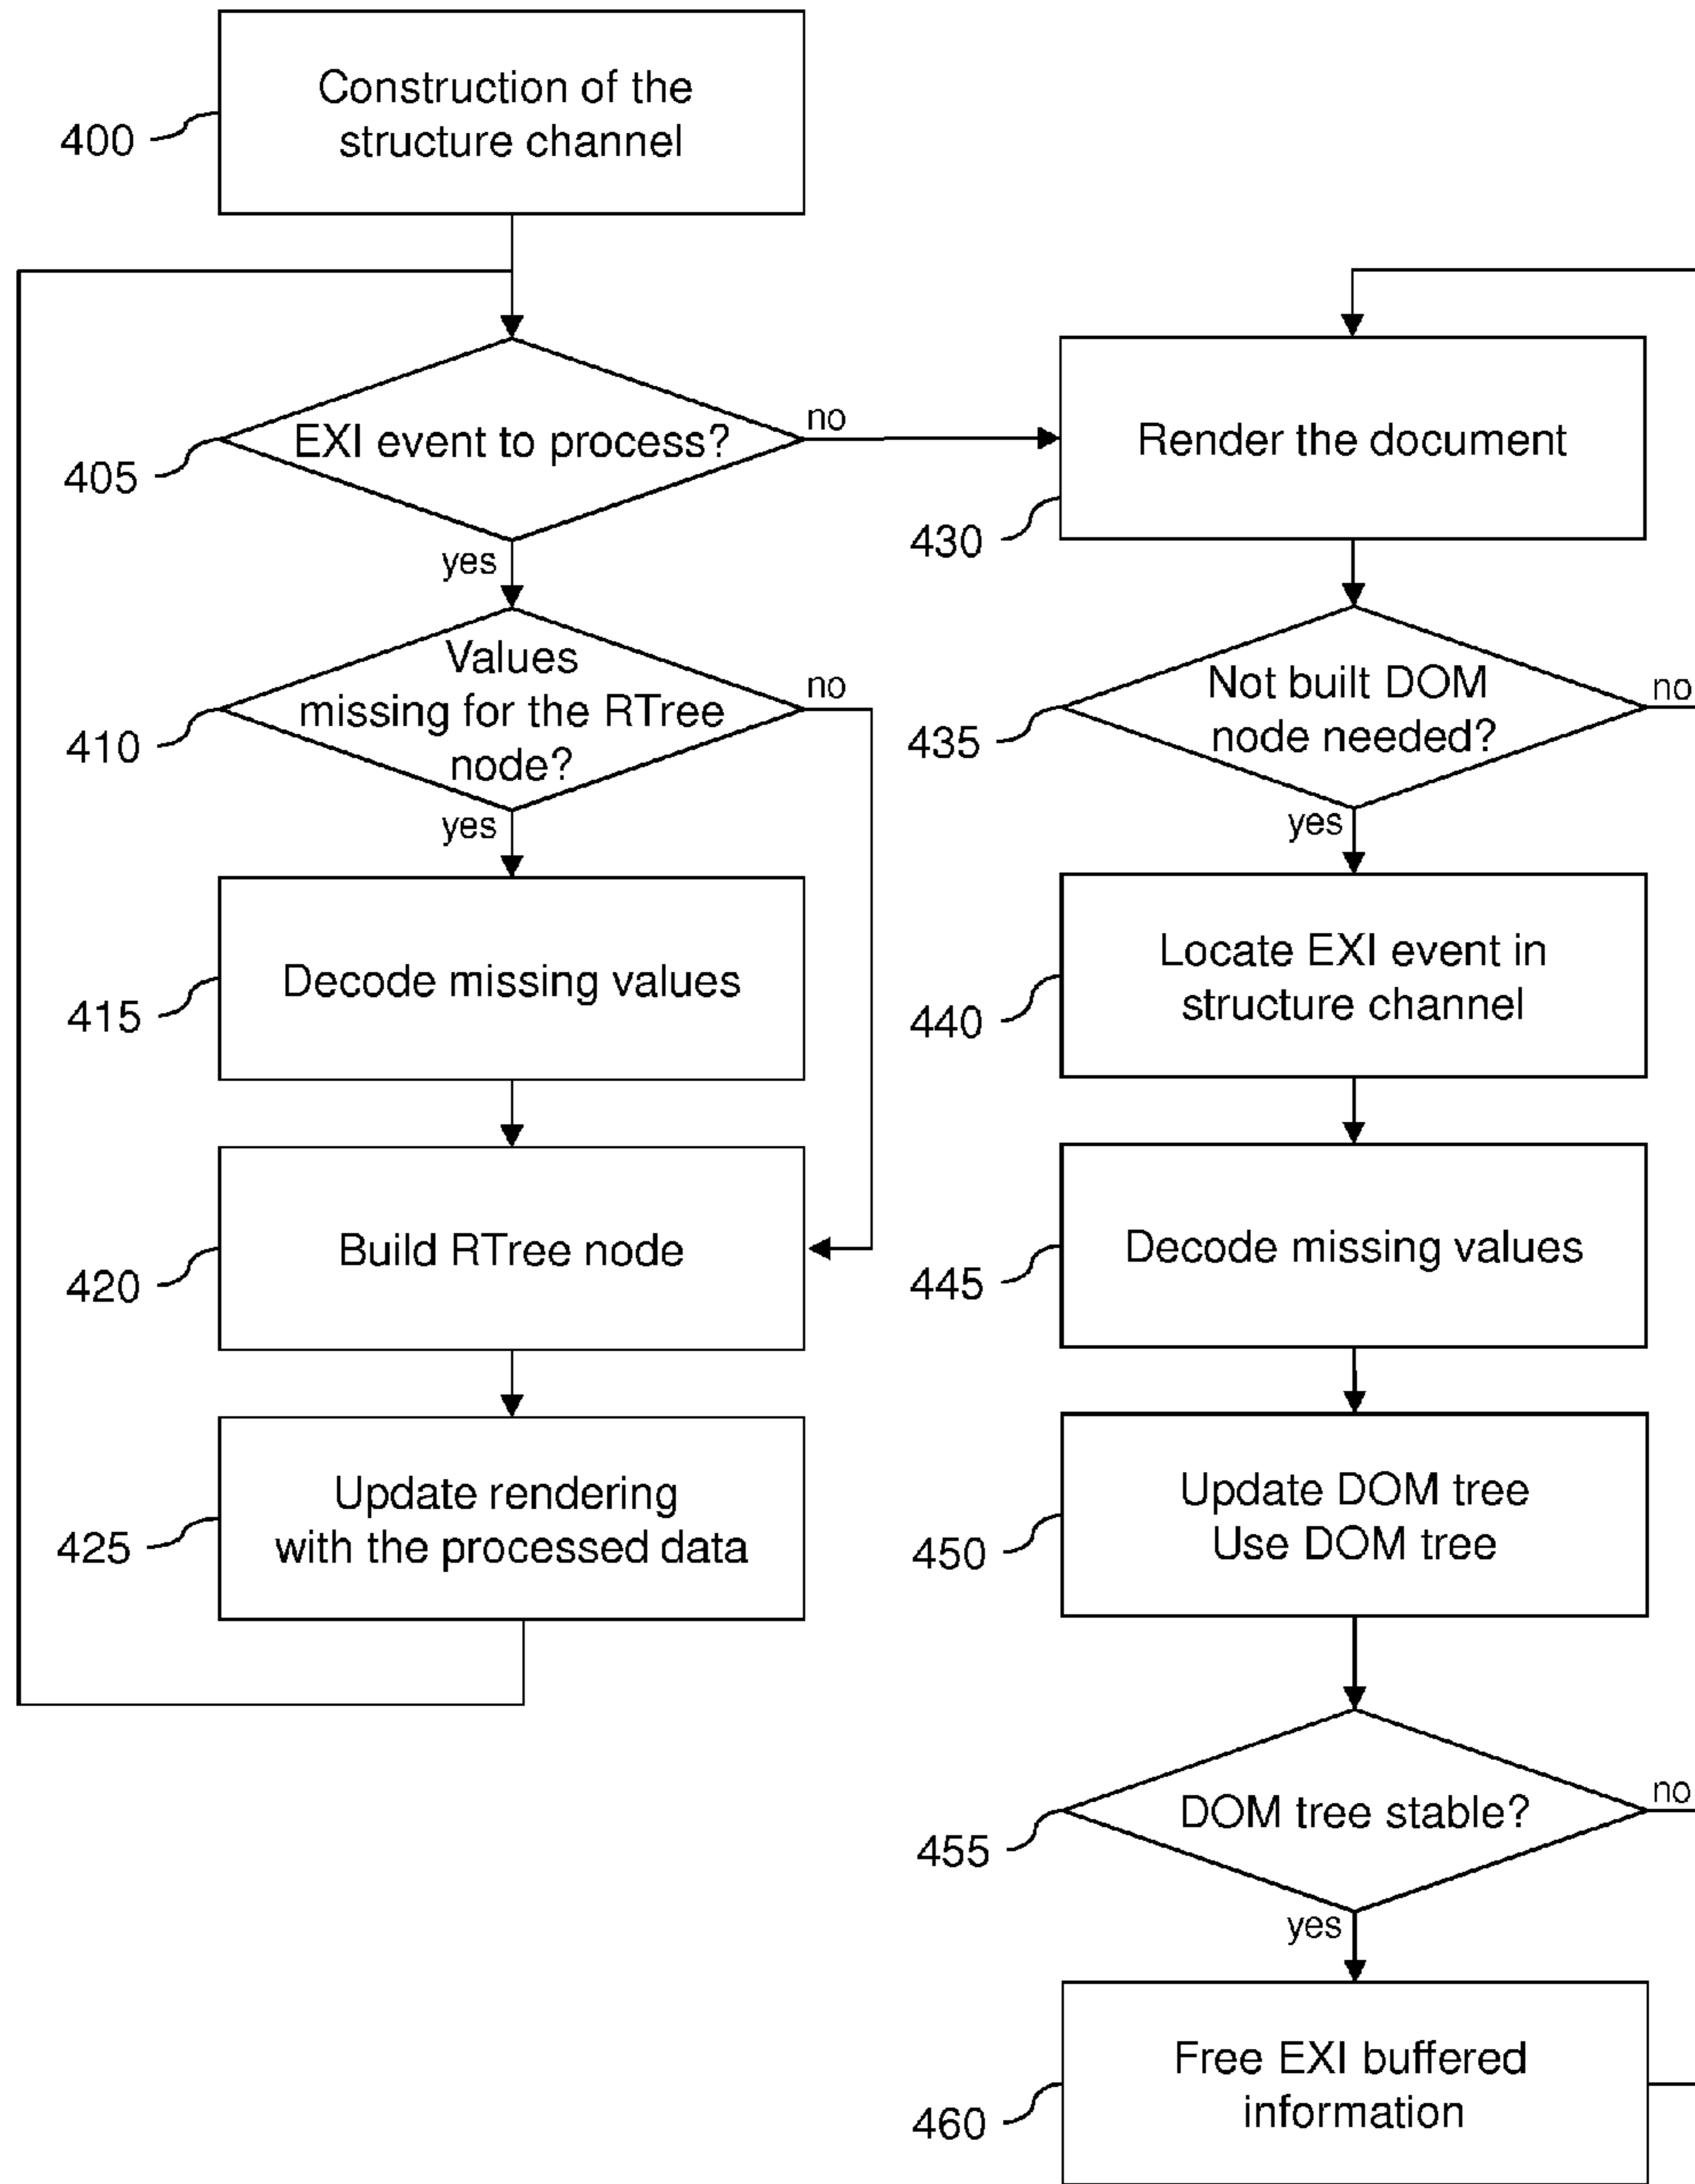 Construction of the
structure channel
400
EXI event to process?
no
405
yes
Values
missing for the RTree
node?
no
410
yes
Decode missing values
415
Build RTree node
420
Update rendering
with the processed data
425
Render the document
430
Not built DOM
node needed?
no
435
yes
Locate EXI event in
structure channel
440
Decode missing values
445
Update DOM tree
Use DOM tree
450
DOM tree stable?
no
455
yes
Free EXI buffered
information
460